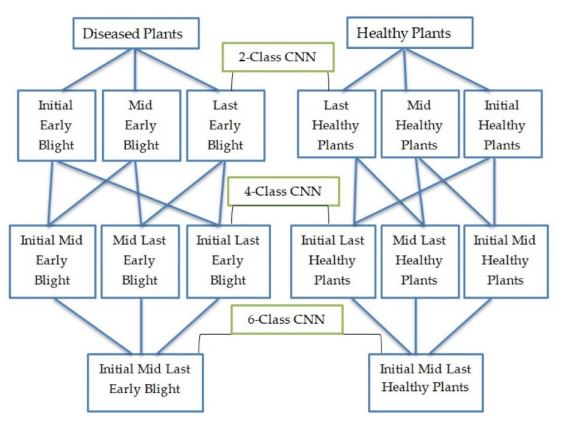 Diseased Plants
Healthy Plants
2-Class CNN
Initial
Early
Blight
Mid
Early
Blight
Last
Early
Blight
Last
Healthy
Plants
Mid
Healthy
Plants
Initial
Healthy
Plants
4-Class CNN
Initial Mid
Early
Blight
Mid Last
Early
Blight
Initial Last
Early
Blight
Initial Last
Healthy
Plants
Mid Last
Healthy
Plants
Initial Mid
Healthy
Plants
6-Class CNN
Initial Mid Last
Early Blight
Initial Mid Last
Healthy Plants